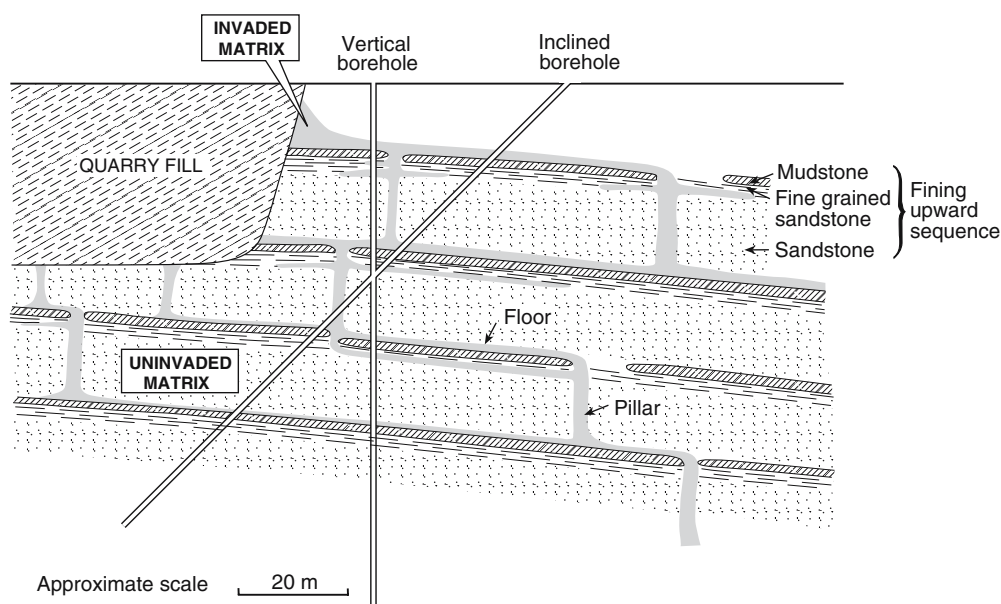 INVADED
MATRIX
Vertical
borehole
Inclined
borehole
QUARRY FILL
Mudstone
Fine grained
sandstone
Sandstone
Fining
upward
sequence
Floor
UNINVADED
MATRIX
Pillar
Approximate scale
20 m